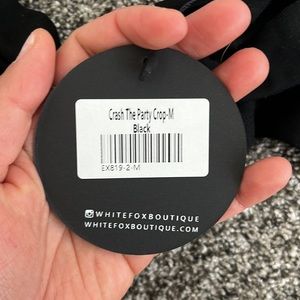 Crash The Party Crop-M
Black
EX819-2-M
WHITEFOXBOUTIQUE
WHITEFOXBOUTIQUE.COM